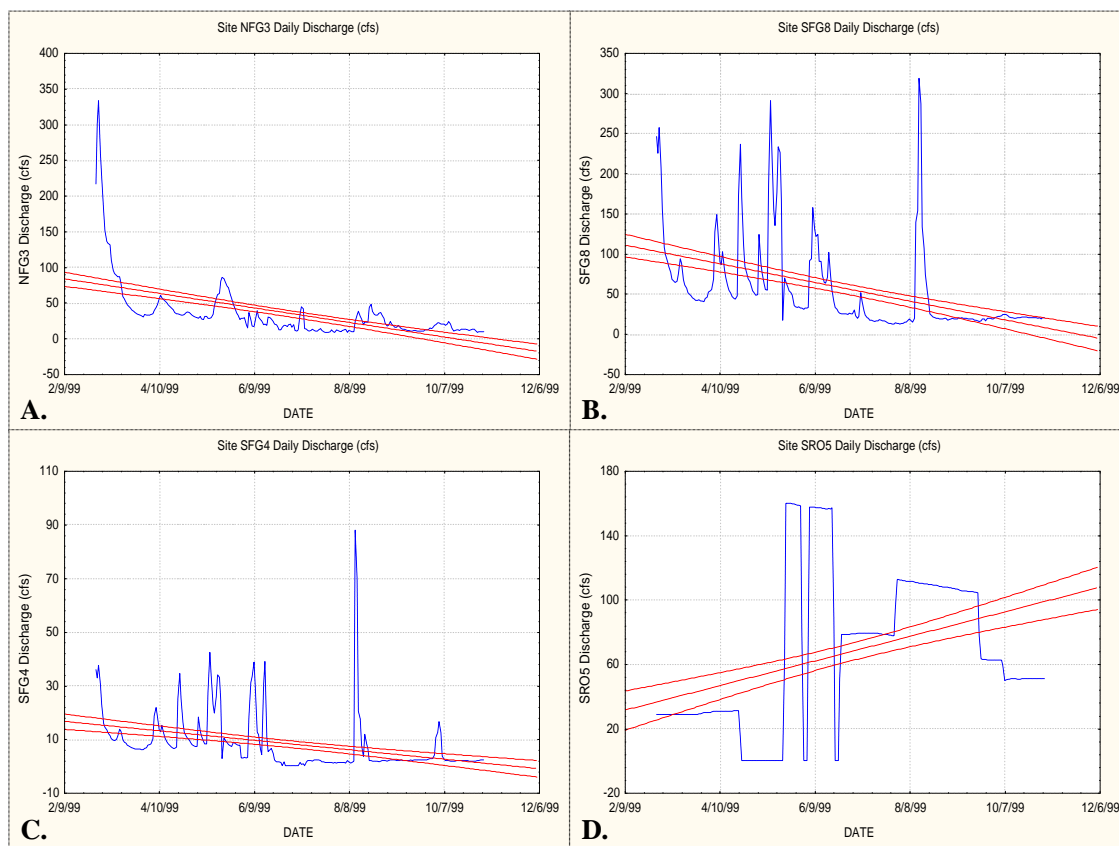 Site NFG3 Daily Discharge (cfs)
NFG3 Discharge (cfs)
400
350
300
250
200
150
100
50
0
-50
2/9/99 4/10/99 6/9/99 8/8/99 10/7/99 12/6/99
DATE
A.
Site SFG8 Daily Discharge (cfs)
SFG8 Discharge (cfs)
350
300
250
200
150
100
50
0
-50
2/9/99 4/10/99 6/9/99 8/8/99 10/7/99 12/6/99
DATE
B.
Site SFG4 Daily Discharge (cfs)
SFG4 Discharge (cfs)
110
90
70
50
30
10
-10
2/9/99 4/10/99 6/9/99 8/8/99 10/7/99 12/6/99
DATE
C.
Site SRO5 Daily Discharge (cfs)
SRO5 Discharge (cfs)
180
140
100
60
20
-20
2/9/99 4/10/99 6/9/99 8/8/99 10/7/99 12/6/99
DATE
D.